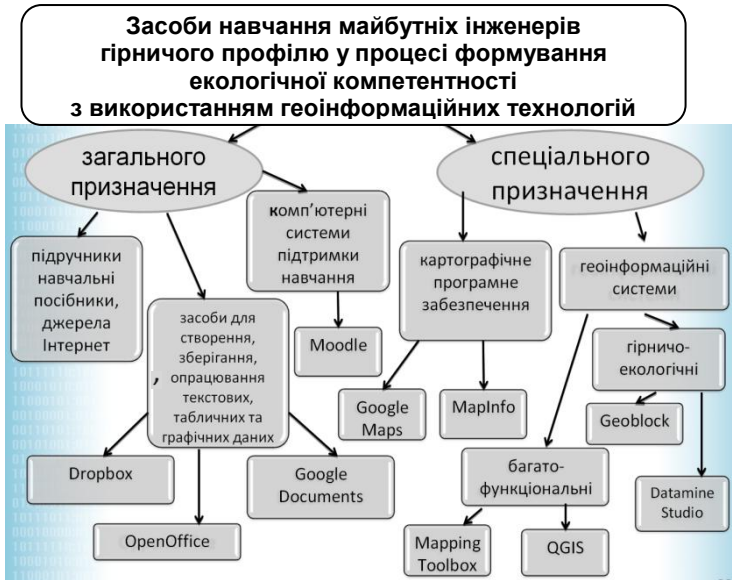 Засоби навчання майбутніх інженерів
гірничого профілю у процесі формування
екологічної компетентності
з використанням геоінформаційних технологій
загального
призначення
спеціального
призначення
підручники
навчальні
посібники,
джерела
Інтернет
засоби для
створення,
зберігання,
, опрацювання
текстових,
табличних та
графічних даних
комп’ютерні
системи
підтримки
навчання
Moodle
Dropbox
OpenOffice
Google
Documents
картографічне
програмне
забезпечення
Google
Maps
MapInfo
геоінформаційні
системи
гірничо-
екологічні
Geoblock
Datamine
Studio
багато-
функціональні
Mapping
Toolbox
QGIS